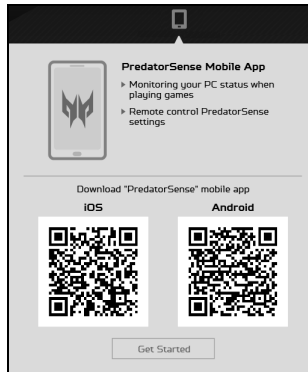 PredatorSense Mobile App
Monitoring your PC status when
playing games
Remote control PredatorSense
settings
Download "PredatorSense" mobile app
iOS
Android
Get Started